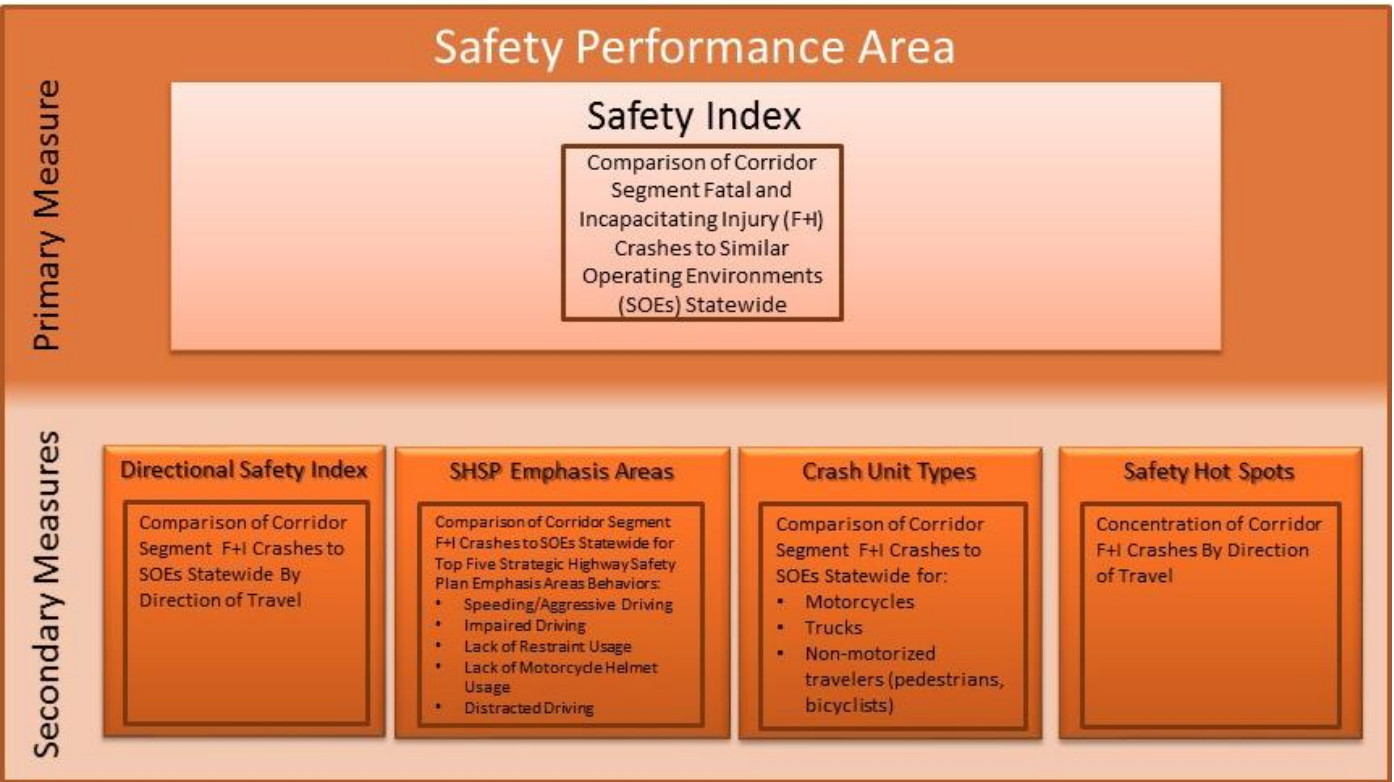 Safety Performance Area
Primary Measure
Safety Index
Comparison of Corridor
Segment Fatal and
Incapacitating Injury (F+I)
Crashes to Similar
Operating Environments
(SOEs) Statewide
Secondary Measures
Directional Safety Index
Comparison of Corridor
Segment F+I Crashes to
SOEs Statewide By
Direction of Travel
SHSP Emphasis Areas
Comparison of Corridor Segment
F+I Crashes to SOEs Statewide for
Top Five Strategic Highway Safety
Plan Emphasis Areas Behaviors:
• Speeding/Aggressive Driving
• Impaired Driving
• Lack of Restraint Usage
• Lack of Motorcycle Helmet
Usage
• Distracted Driving
Crash Unit Types
Comparison of Corridor
Segment F+I Crashes to
SOEs Statewide for:
• Motorcycles
• Trucks
• Non-motorized
travelers (pedestrians,
bicyclists)
Safety Hot Spots
Concentration of Corridor
F+I Crashes By Direction
of Travel